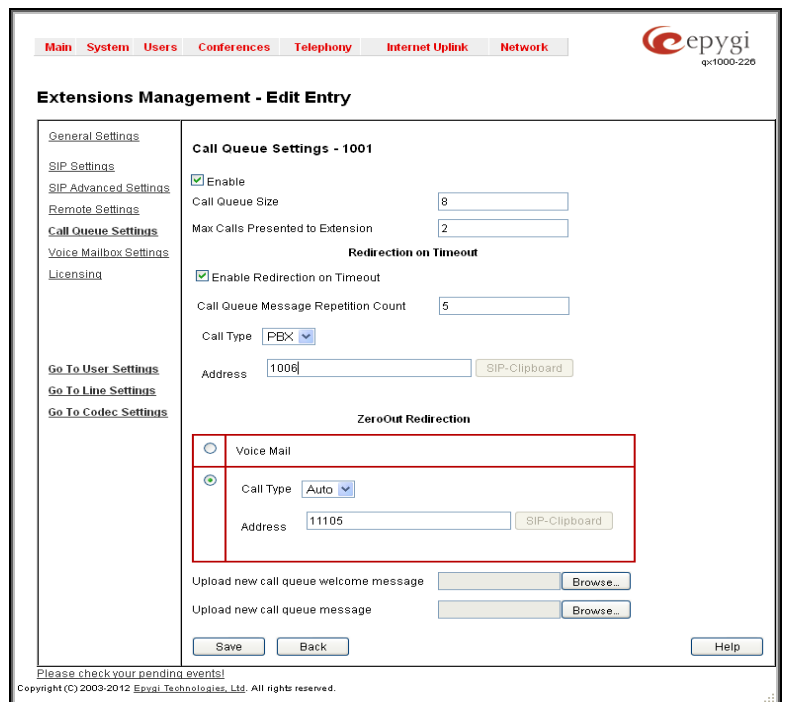 epygi
qx1000-226
Main System Users Conferences Telephony Internet Uplink Network
Extensions Management - Edit Entry
General Settings
SIP Settings
SIP Advanced Settings
Remote Settings
Call Queue Settings
Voice Mailbox Settings
Licensing
Go To User Settings
Go To Line Settings
Go To Codec Settings
Call Queue Settings - 1001
Enable
Call Queue Size 8
Max Calls Presented to Extension 2
Redirection on Timeout
Enable Redirection on Timeout
Call Queue Message Repetition Count 5
Call Type PBX
Address 1006 SIP-Clipboard
ZeroOut Redirection
Voice Mail
Call Type Auto
Address 11105 SIP-Clipboard
Upload new call queue welcome message Browse...
Upload new call queue message Browse...
Save Back Help
Please check your pending events!
Copyright (C) 2003-2012 Epygi Technologies, Ltd. All rights reserved.